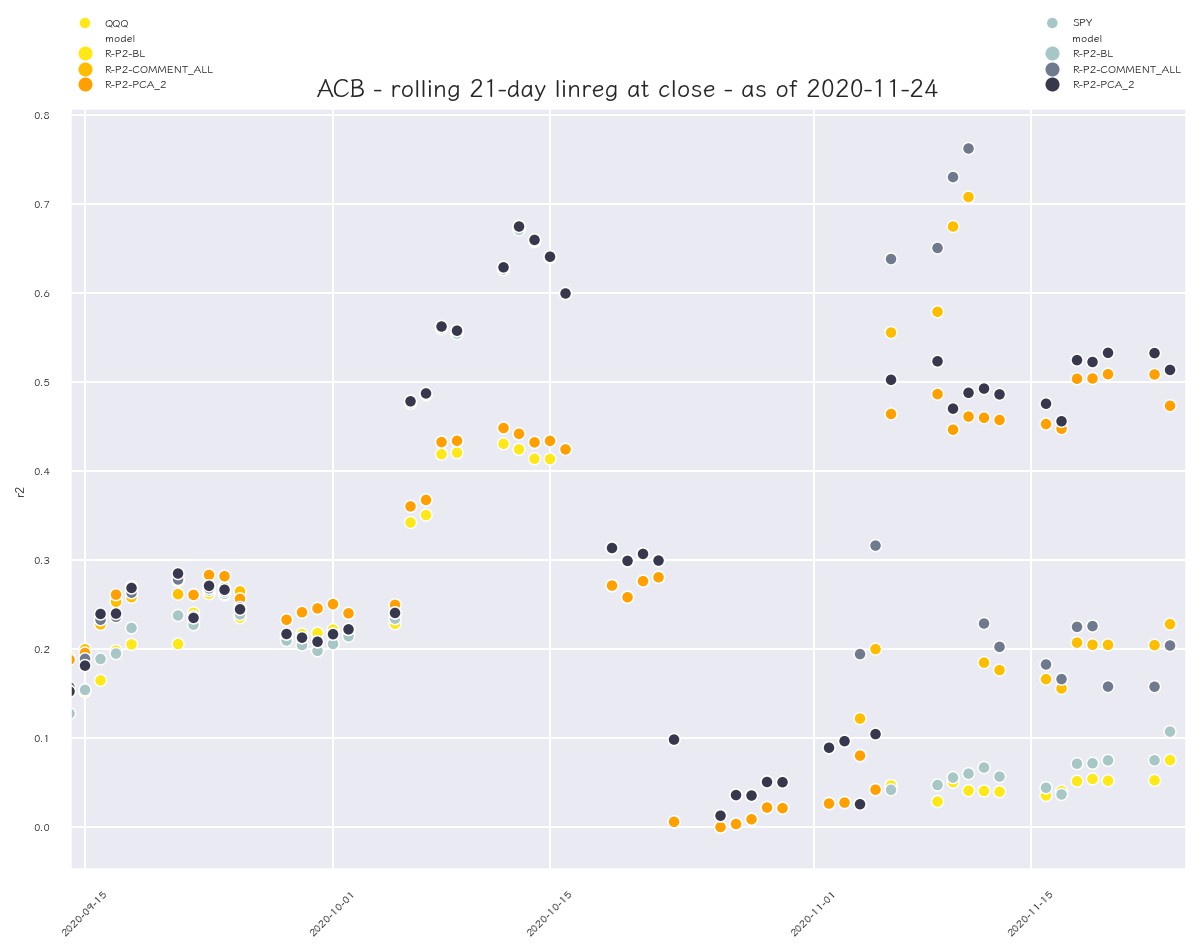 QQQ
model
R-P2-BL
R-P2-COMMENT_ALL
R-P2-PCA_2
SPY
model
R-P2-BL
R-P2-COMMENT_ALL
R-P2-PCA_2
ACB - rolling 21-day linreg at close - as of 2020-11-24
0.8
0.7
0.6
0.5
0.4
0.3
0.2
0.1
0.0
r2
2020-09-15
2020-10-01
2020-10-15
2020-11-01
2020-11-15